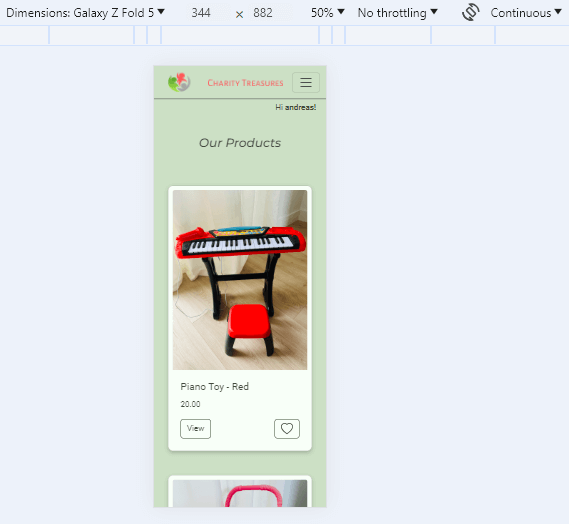 Dimensions: Galaxy Z Fold 5 344 × 882 50% No throttling Continuous
CHARITY TREASURES
Hi andreas!
Our Products
Piano Toy - Red
20.00
View